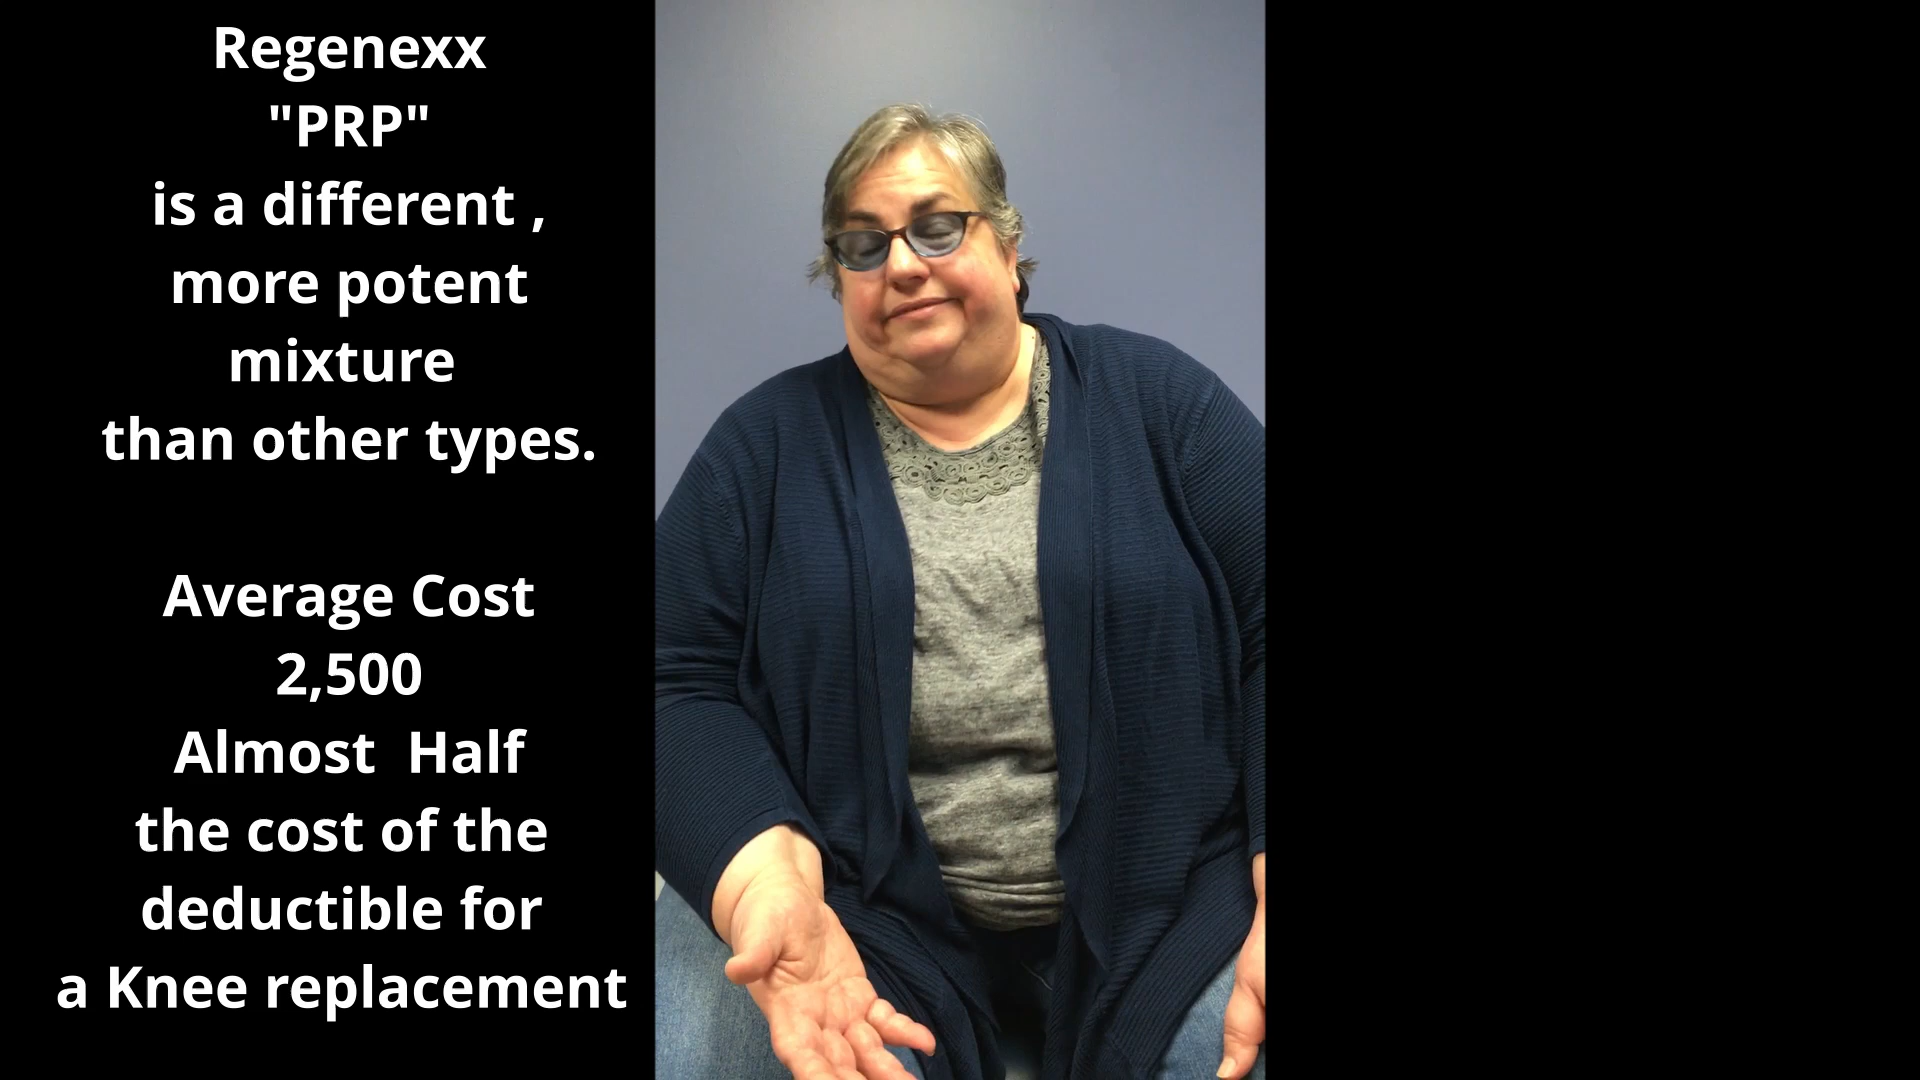 Regenexx
"PRP"
is a different ,
more potent
mixture
than other types.
Average Cost
2,500
Almost  Half
the cost of the
deductible for
a Knee replacement